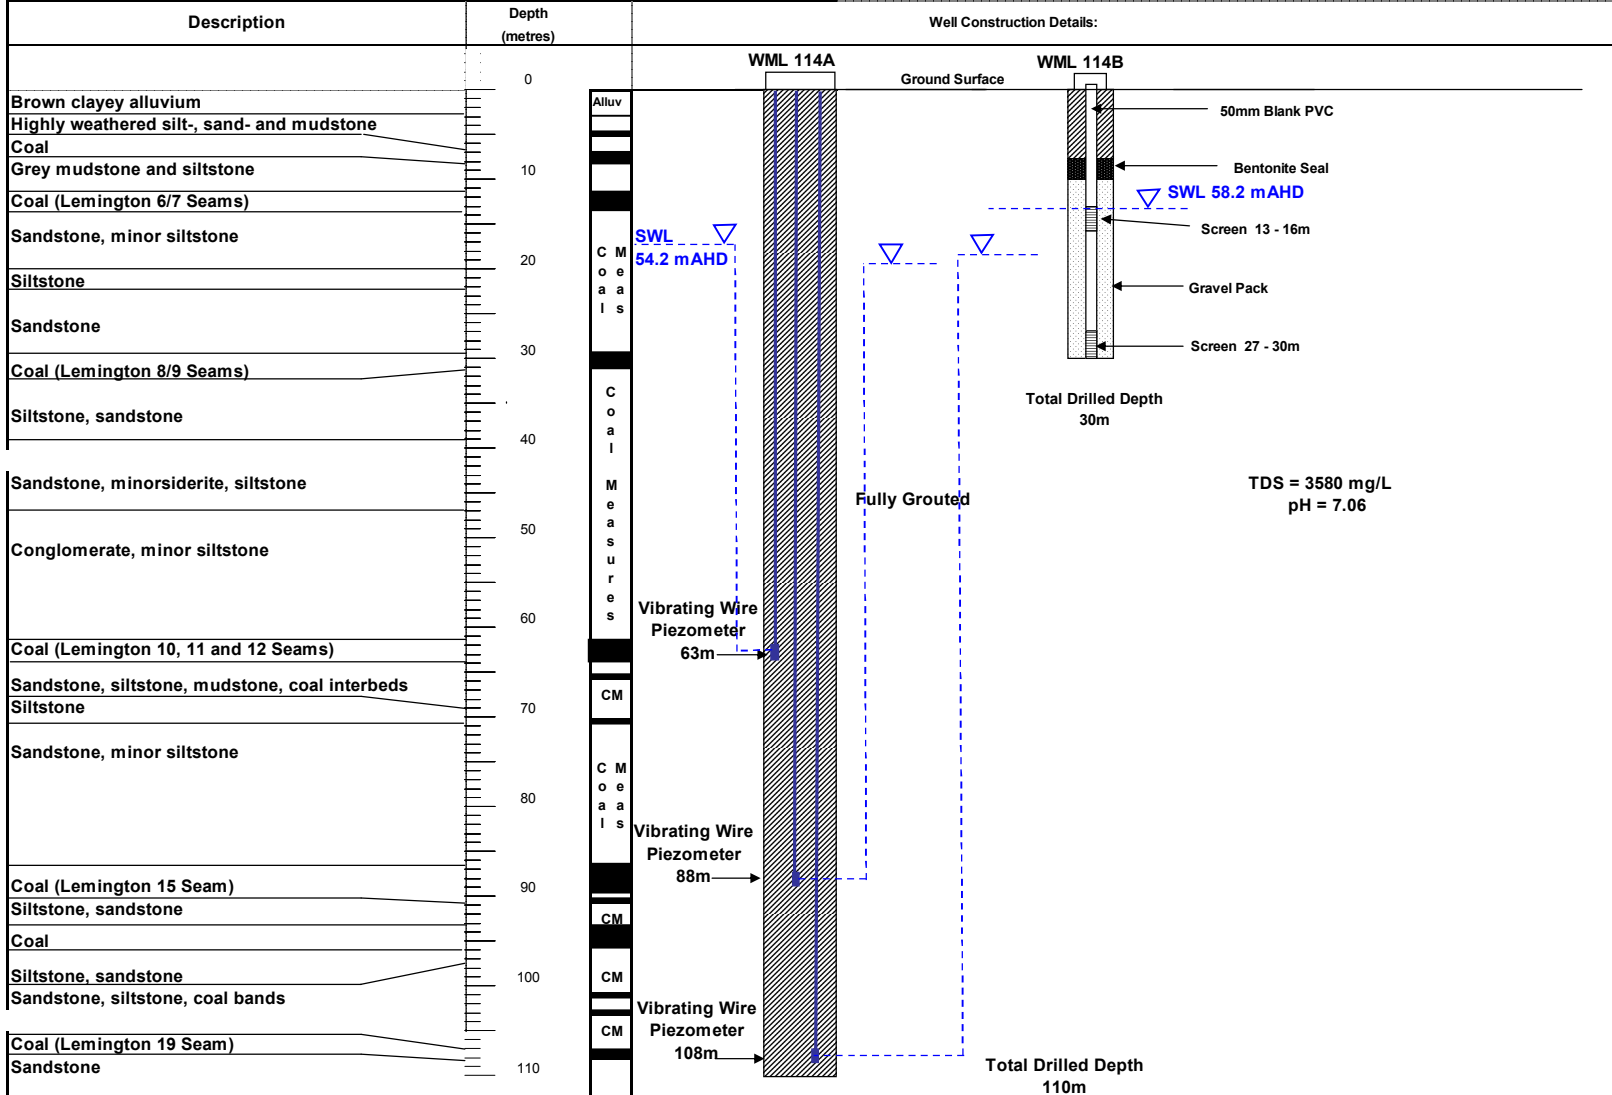 Description
Depth
(metres)
Well Construction Details:
WML 114A
WML 114B
Ground Surface
0
Brown clayey alluvium
Alluv
50mm Blank PVC
Highly weathered silt-, sand- and mudstone
Coal
Grey mudstone and siltstone
10
Bentonite Seal
Coal (Lemington 6/7 Seams)
SWL 58.2 mAHD
Screen 13 - 16m
Sandstone, minor siltstone
SWL
54.2 mAHD
20
Coal Meas
Siltstone
Gravel Pack
Sandstone
30
Screen 27 - 30m
Coal (Lemington 8/9 Seams)
Total Drilled Depth
30m
Siltstone, sandstone
Coal Measures
40
Sandstone, minorsiderite, siltstone
TDS = 3580 mg/L
pH = 7.06
Fully Grouted
50
Conglomerate, minor siltstone
60
Vibrating Wire
Piezometer
63m
Coal (Lemington 10, 11 and 12 Seams)
Sandstone, siltstone, mudstone, coal interbeds
CM
Siltstone
70
Sandstone, minor siltstone
Coal Meas
80
Vibrating Wire
Piezometer
88m
Coal (Lemington 15 Seam)
90
Siltstone, sandstone
CM
Coal
Siltstone, sandstone
100
CM
Sandstone, siltstone, coal bands
Vibrating Wire
Piezometer
108m
CM
Coal (Lemington 19 Seam)
Sandstone
110
Total Drilled Depth
110m